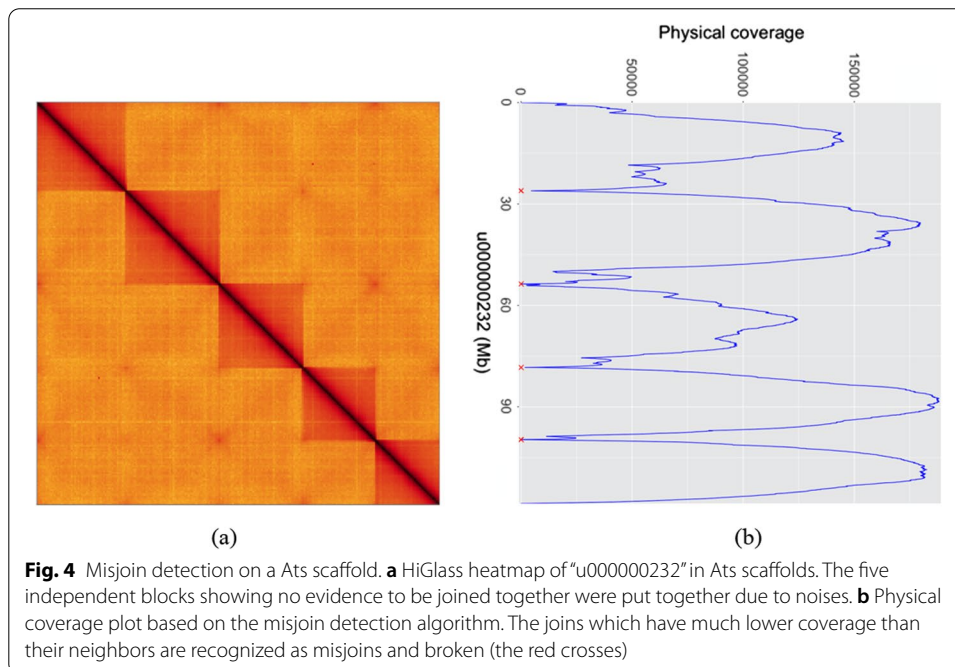 Physical coverage
0
50000
100000
150000
0
30
60
90
u000000232 (Mb)
(a)
(b)
Fig. 4 Misjoin detection on a Ats scaffold. a HiGlass heatmap of "u000000232" in Ats scaffolds. The five
independent blocks showing no evidence to be joined together were put together due to noises. b Physical
coverage plot based on the misjoin detection algorithm. The joins which have much lower coverage than
their neighbors are recognized as misjoins and broken (the red crosses)